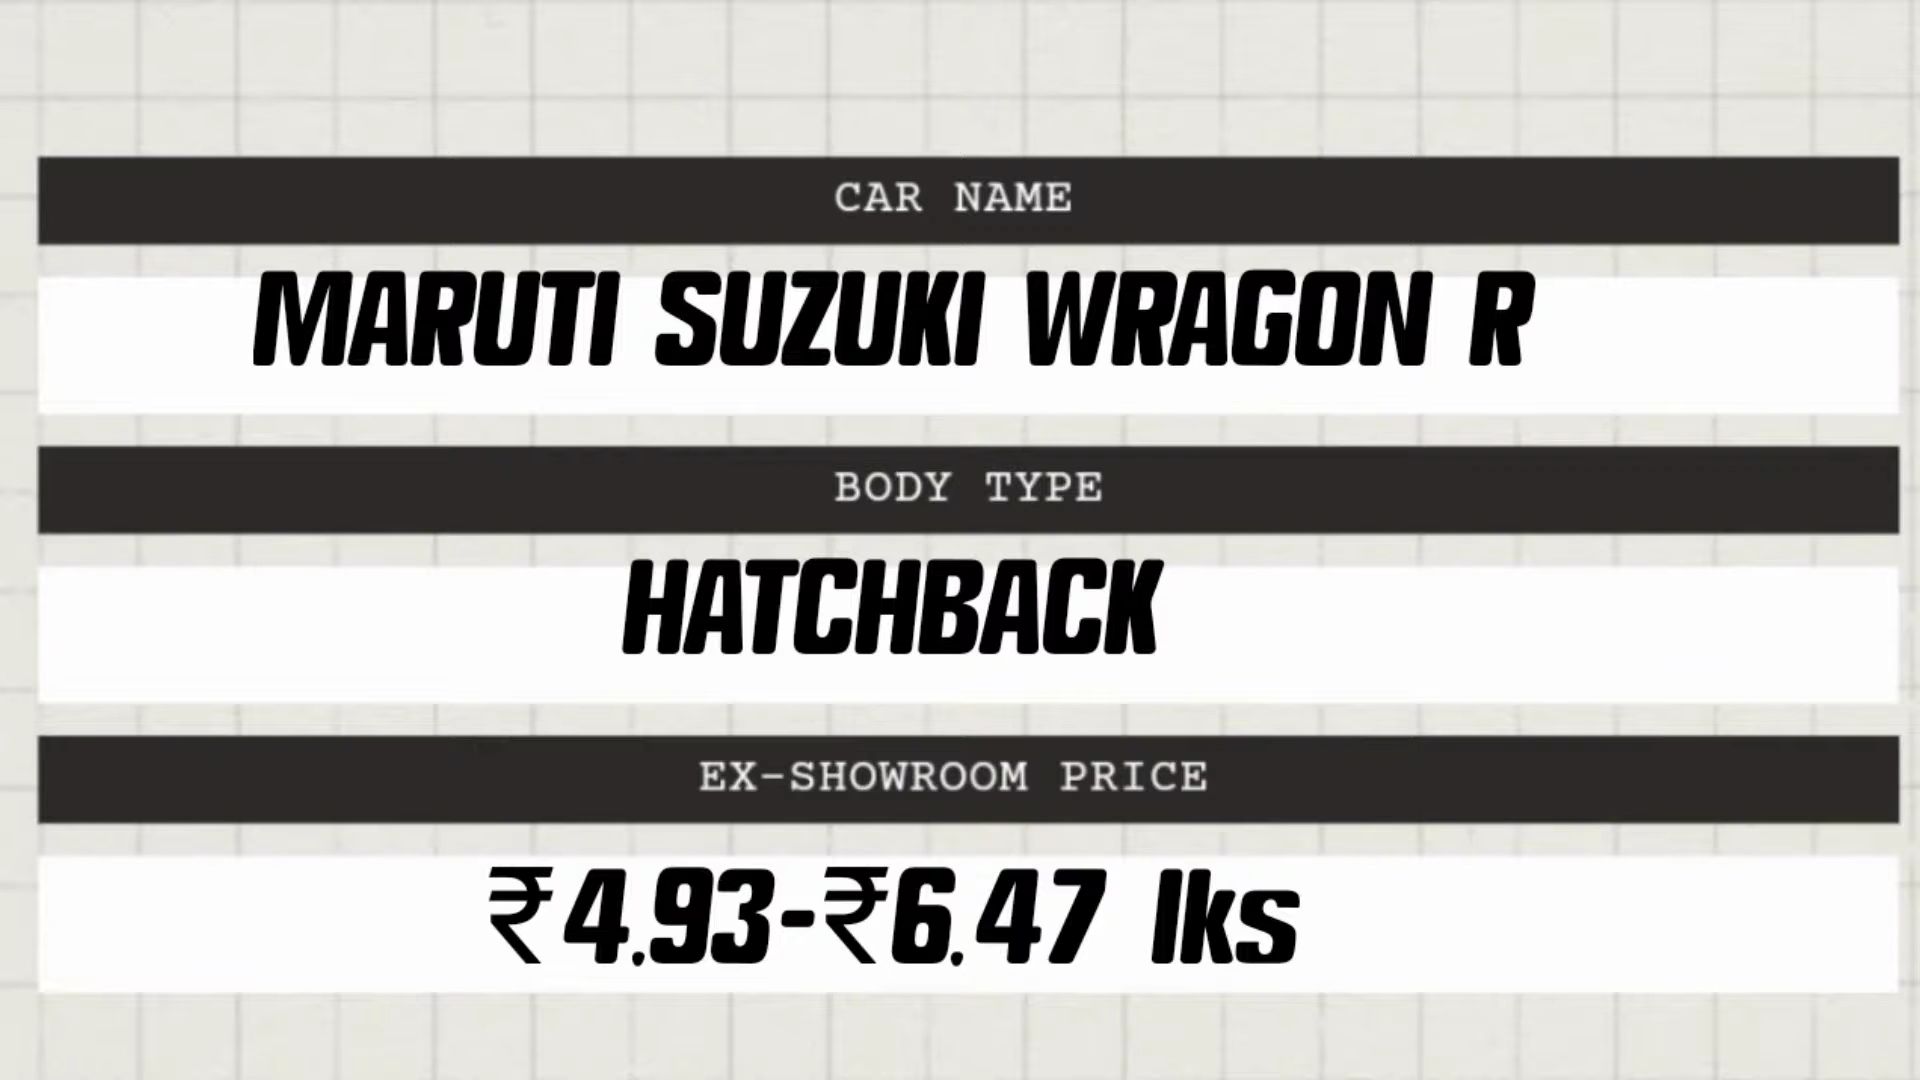 CAR NAME
MARUTI SUZUKI WRAGON R
BODY TYPE
HATCHBACK
EX-SHOWROOM PRICE
₹4.93-₹6.47 lks